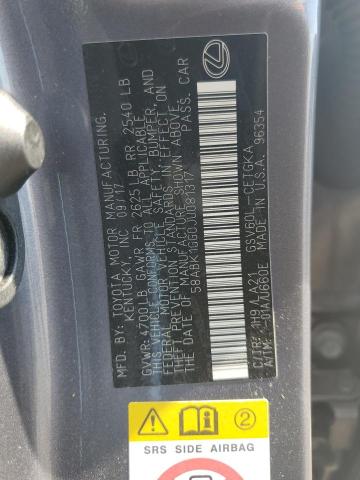 TOYOTA MOTOR MANUFACTURING,
KENTUCKY, INC 09/17
GVWR:4700 LB GAWR FR 2625 LB RR 2540 LB
THIS VEHICLE CONFORMS TO ALL APPLICABLE
FEDERAL MOTOR VEHICLE SAFETY, BUMPER, AND
THEFT PREVENTION STANDARDS IN EFFECT ON
THE DATE OF MANUFACTURE SHOWN ABOVE.
58ABK1GG0JU081317 PASS. CAR
C/TR: 1H9/LA21 GSV60L-CETGKA
A/TM: -01A/U660E MADE IN U.S.A. 96354
2
SRS SIDE AIRBAG